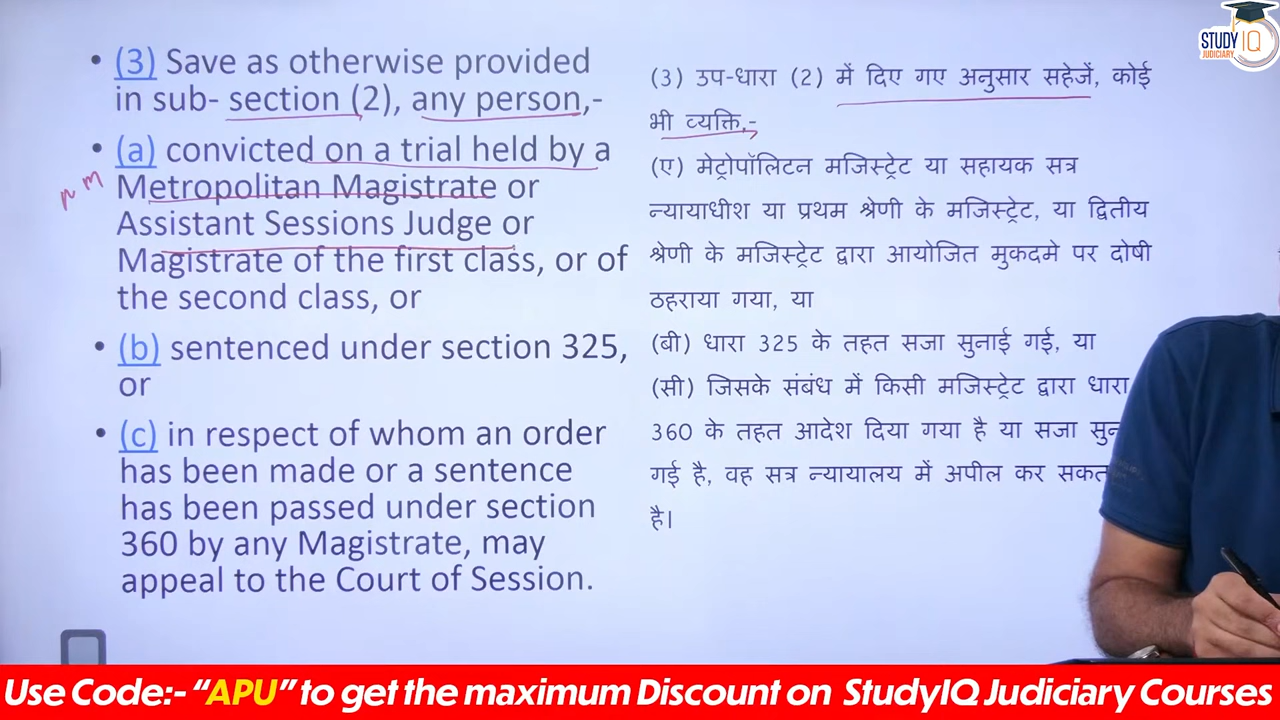 STUDY IQ
JUDICIARY
• (3) Save as otherwise provided
in sub- section (2), any person,-
• (a) convicted on a trial held by a
Metropolitan Magistrate or
Assistant Sessions Judge or
Magistrate of the first class, or of
the second class, or
• (b) sentenced under section 325,
or
• (c) in respect of whom an order
has been made or a sentence
has been passed under section
360 by any Magistrate, may
appeal to the Court of Session.
(3) उप-धारा (2) में दिए गए अनुसार सहेजें, कोई
भी व्यक्ति,-
(ए) मेट्रोपॉलिटन मजिस्ट्रेट या सहायक सत्र
न्यायाधीश या प्रथम श्रेणी के मजिस्ट्रेट, या द्वितीय
श्रेणी के मजिस्ट्रेट द्वारा आयोजित मुकदमे पर दोषी
ठहराया गया, या
(बी) धारा 325 के तहत सजा सुनाई गई, या
(सी) जिसके संबंध में किसी मजिस्ट्रेट द्वारा धारा
360 के तहत आदेश दिया गया है या सजा
गई है, वह सत्र न्यायालय में अपील कर
है।
Use Code:- “APU” to get the maximum Discount on StudyIQ Judiciary Courses